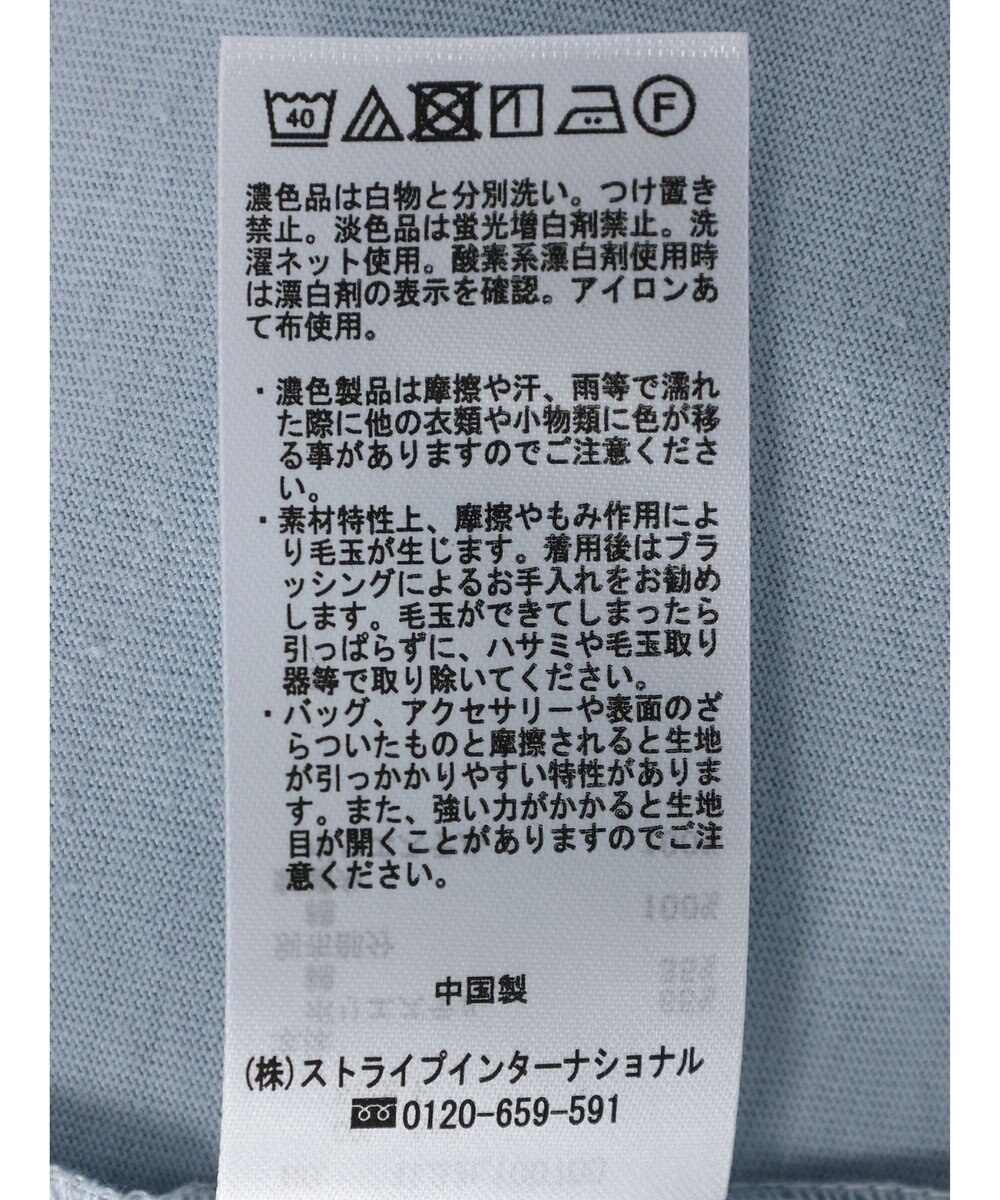 40 F
濃色品は白物と分別洗い。つけ置き
禁止。淡色品は蛍光増白剤禁止。洗
濯ネット使用。酸素系漂白剤使用時
は漂白剤の表示を確認。アイロンあ
て布使用。
・濃色製品は摩擦や汗、雨等で濡れ
た際に他の衣類や小物類に色が移
る事がありますのでご注意くださ
い。
・素材特性上、摩擦やもみ作用によ
り毛玉が生じます。着用後はブラ
ッシングによるお手入れをお勧め
します。毛玉ができてしまったら
引っぱらずに、ハサミや毛玉取り
器等で取り除いてください。
・バッグ、アクセサリーや表面のざ
らついたものと摩擦されると生地
が引っかかりやすい特性がありま
す。また、強い力がかかると生地
目が開くことがありますのでご注
意ください。
中国製
(株)ストライプインターナショナル
0120-659-591